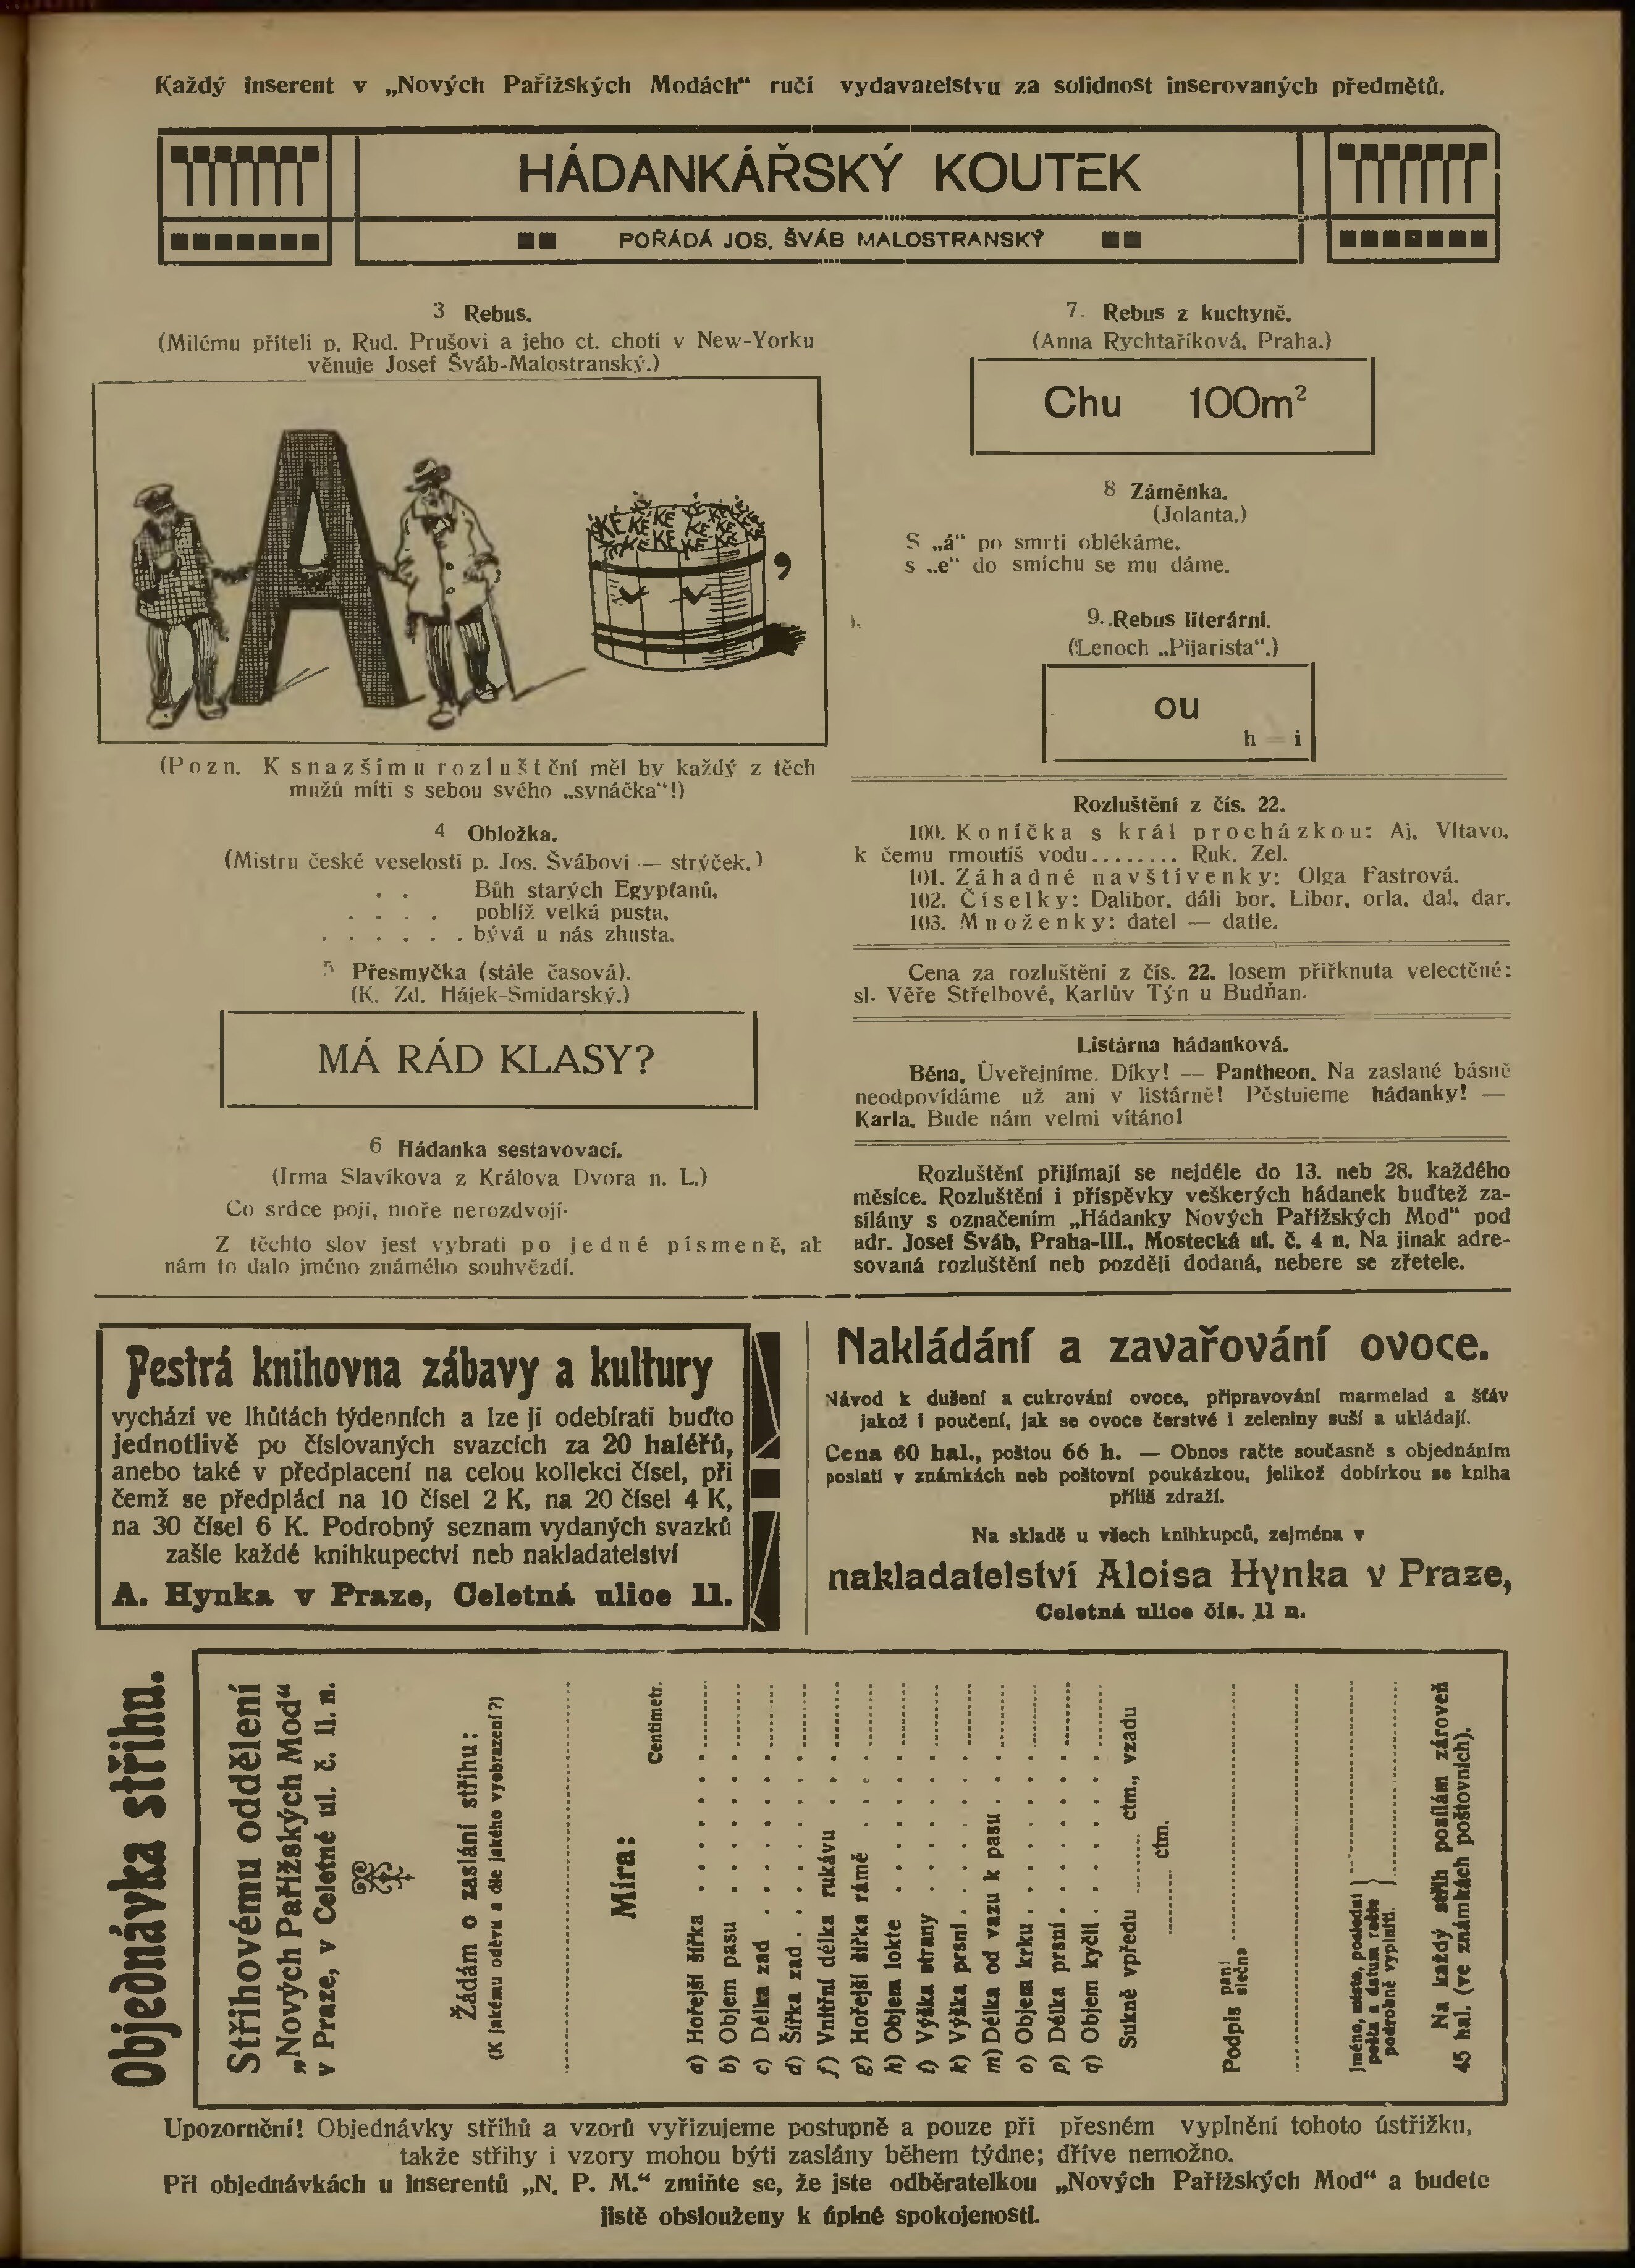 Každý inserent v „Nových Pařížských Modách“ ručí vydavatelstvu za solidnost inserovaných předmětů.
HÁDANKÁŘSKÝ KOUTEK
POŘÁDÁ JOS. ŠVÁB MALOSTRANSKÝ
3 Rebus.
(Milému příteli p. Rud. Prušovi a jeho ct. choti v New-Yorku
věnuje Josef Šváb-Malostranský.)
A
KÉ KÉ KÉ KÉ KÉ KÉ ,
(Pozn. K snazšímu rozluštění měl by každý z těch
mužů míti s sebou svého „synáčka“!)
4 Obložka.
(Mistru české veselosti p. Jos. Švábovi — strýček.)
. . Bůh starých Egypťanů,
. . . . poblíž velká pusta,
. . . . . . bývá u nás zhusta.
5 Přesmyčka (stále časová).
(K. Zd. Hájek-Smidarský.)
MÁ RÁD KLASY?
6 Hádanka sestavovací.
(Irma Slavíkova z Králova Dvora n. L.)
Co srdce pojí, moře nerozdvojí.
Z těchto slov jest vybrati po jedné písmeně, ab
nám to dalo jméno známého souhvězdí.
7. Rebus z kuchyně.
(Anna Rychtaříková, Praha.)
Chu 100m²
8 Záměnka.
(Jolanta.)
S „á“ po smrti oblékáme,
s „e“ do smíchu se mu dáme.
9. Rebus literární.
(Lenoch „Pijarista“.)
ou
h = i
Rozluštění z čís. 22.
100. Koníčka s král procházkou: Aj, Vltavo,
k čemu rmoutíš vodu........ Ruk. Zel.
101. Záhadné navštívenky: Olga Fastrová.
102. Číselky: Dalibor, dáli bor, Libor, orla, dal, dar.
103. Množenky: datel — datle.
Cena za rozluštění z čís. 22. losem přiřknuta velectěné:
sl. Věře Střelbové, Karlův Týn u Budňan.
Listárna hádanková.
Béna. Uveřejníme. Díky! — Pantheon. Na zaslané básně
neodpovídáme už ani v listárně! Pěstujeme hádanky! —
Karla. Bude nám velmi vítáno!
Rozluštění přijímají se nejdéle do 13. neb 28. každého
měsíce. Rozluštění i příspěvky veškerých hádanek buďtež za-
sílány s označením „Hádanky Nových Pařížských Mod“ pod
adr. Josef Šváb, Praha-III., Mostecká ul. č. 4 n. Na jinak adre-
sovaná rozluštění neb později dodaná, nebere se zřetele.
Pestrá knihovna zábavy a kultury
vychází ve lhůtách týdenních a lze ji odebírati buďto
jednotlivě po číslovaných svazcích za 20 haléřů,
anebo také v předplacení na celou kollekci čísel, při
čemž se předplácí na 10 čísel 2 K, na 20 čísel 4 K,
na 30 čísel 6 K. Podrobný seznam vydaných svazků
zašle každé knihkupectví neb nakladatelství
A. Hynka v Praze, Celetná ulice 11.
Nakládání a zavařování ovoce.
Návod k dušení a cukrování ovoce, připravování marmelad a šťáv
jakož i poučení, jak se ovoce čerstvé i zeleniny suší a ukládají.
Cena 60 hal., poštou 66 h. — Obnos račte současně s objednáním
poslati v známkách neb poštovní poukázkou, jelikož dobírkou se kniha
příliš zdraží.
Na skladě u všech knihkupců, zejména v
nakladatelství Aloisa Hynka v Praze,
Celetná ulice čís. 11 n.
Objednávka střihu.
Střihovému oddělení
„Nových Pařížských Mod“
v Praze, v Celetné ul. č. 11. n.
Žádám o zaslání střihu:
(K jakému oděvu a dle jakého vyobrazení?)
Míra:
Centimetr.
a) Hořejší šířka
b) Objem pasu
c) Délka zad
d) Šířka zad
f) Vnitřní délka rukávu
g) Hořejší šířka rámě
h) Objem lokte
i) Výška strany
k) Výška prsní
m) Délka od vazu k pasu
o) Objem krku
p) Délka prsní
q) Objem kyčlí
Sukně vpředu ........ ctm., vzadu
........ ctm.
Podpis paní
slečna
Jméno, místo, poslední
pošta a datum račte
podrobně vyplniti.
Na každý střih posílám zároveň
45 hal. (ve známkách poštovních).
Upozornění! Objednávky střihů a vzorů vyřizujeme postupně a pouze při přesném vyplnění tohoto ústřižku,
takže střihy i vzory mohou býti zaslány během týdne; dříve nemožno.
Při objednávkách u inserentů „N. P. M.“ zmiňte se, že jste odběratelkou „Nových Pařížských Mod“ a budete
jistě obslouženy k úplné spokojenosti.